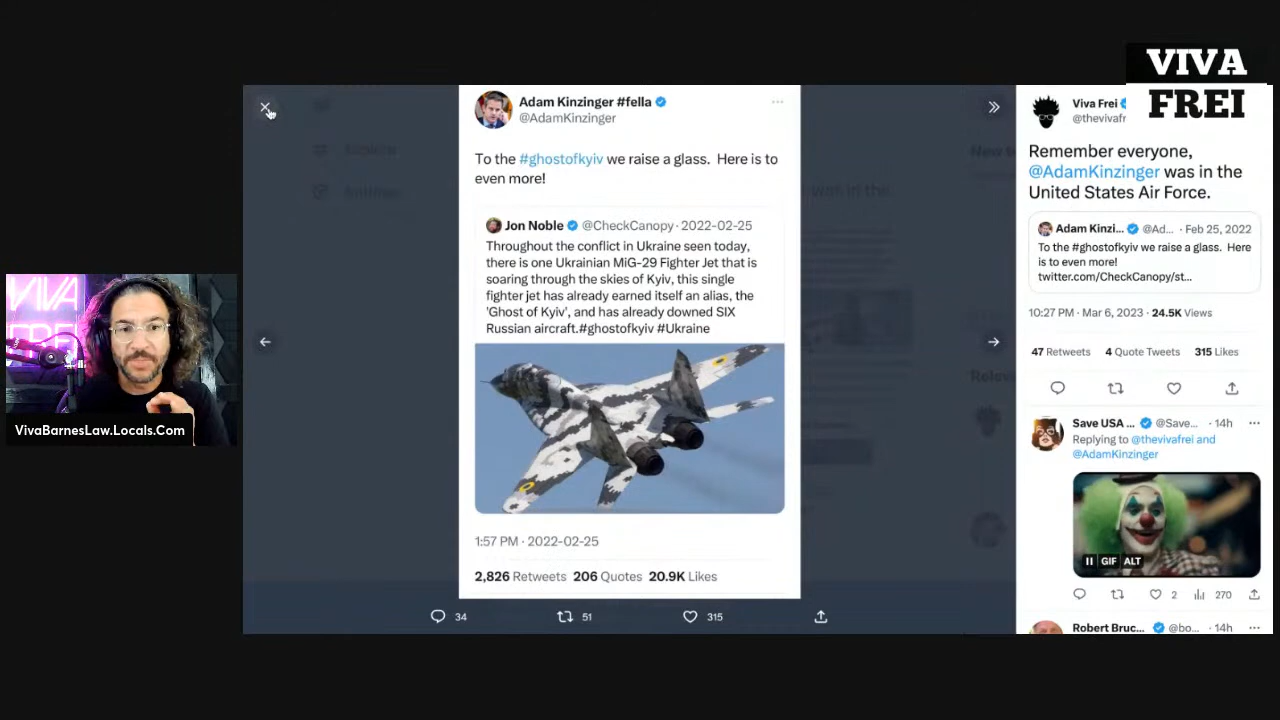 VIVA
FREI
Adam Kinzinger #fella
@AdamKinzinger
To the #ghostofkyiv we raise a glass. Here is to
even more!
Jon Noble @CheckCanopy · 2022-02-25
Throughout the conflict in Ukraine seen today,
there is one Ukrainian MiG-29 Fighter Jet that is
soaring through the skies of Kyiv, this single
fighter jet has already earned itself an alias, the
'Ghost of Kyiv', and has already downed SIX
Russian aircraft.#ghostofkyiv #Ukraine
1:57 PM · 2022-02-25
2,826 Retweets 206 Quotes 20.9K Likes
34 51 315
Viva Frei
@thevivafr
Remember everyone,
@AdamKinzinger was in the
United States Air Force.
Adam Kinzi... @Ad... · Feb 25, 2022
To the #ghostofkyiv we raise a glass. Here
is to even more!
twitter.com/CheckCanopy/st...
10:27 PM · Mar 6, 2023 · 24.5K Views
47 Retweets 4 Quote Tweets 315 Likes
Save USA ... @Save... · 14h
Replying to @thevivafrei and
@AdamKinzinger
GIF ALT
2 270
Robert Bruc... @bo... · 14h
VIVA
FREI
VivaBarnesLaw.Locals.Com